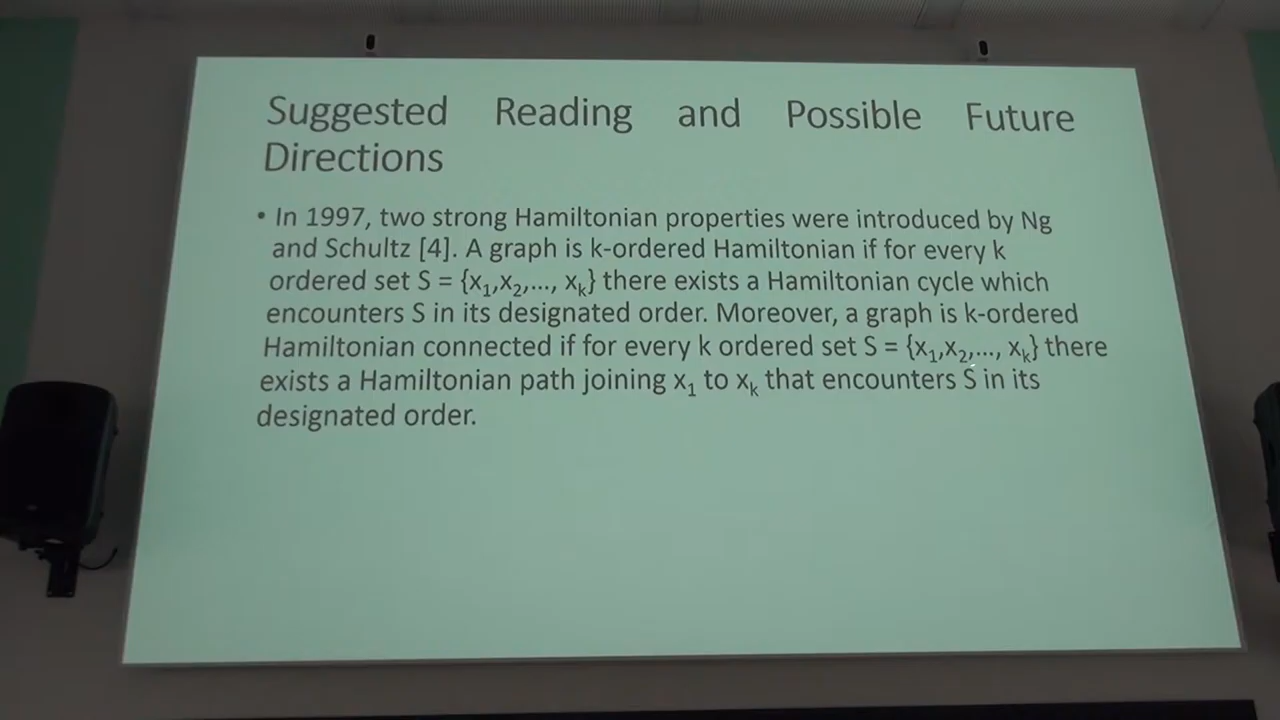 Suggested Reading and Possible Future
Directions
• In 1997, two strong Hamiltonian properties were introduced by Ng
and Schultz [4]. A graph is k-ordered Hamiltonian if for every k
ordered set S = {x₁,x₂,..., xₖ} there exists a Hamiltonian cycle which
encounters S in its designated order. Moreover, a graph is k-ordered
Hamiltonian connected if for every k ordered set S = {x₁,x₂,..., xₖ} there
exists a Hamiltonian path joining x₁ to xₖ that encounters S in its
designated order.